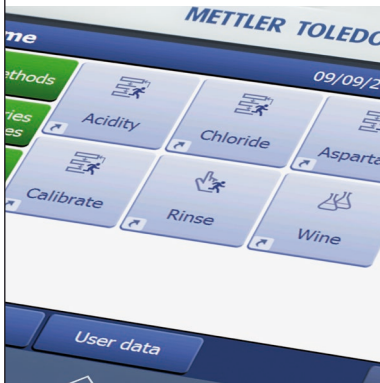 METTLER TOLEDO
me
09/09/2
ethods
ries
es
Acidity
Chloride
Asparta
Calibrate
Rinse
Wine
User data